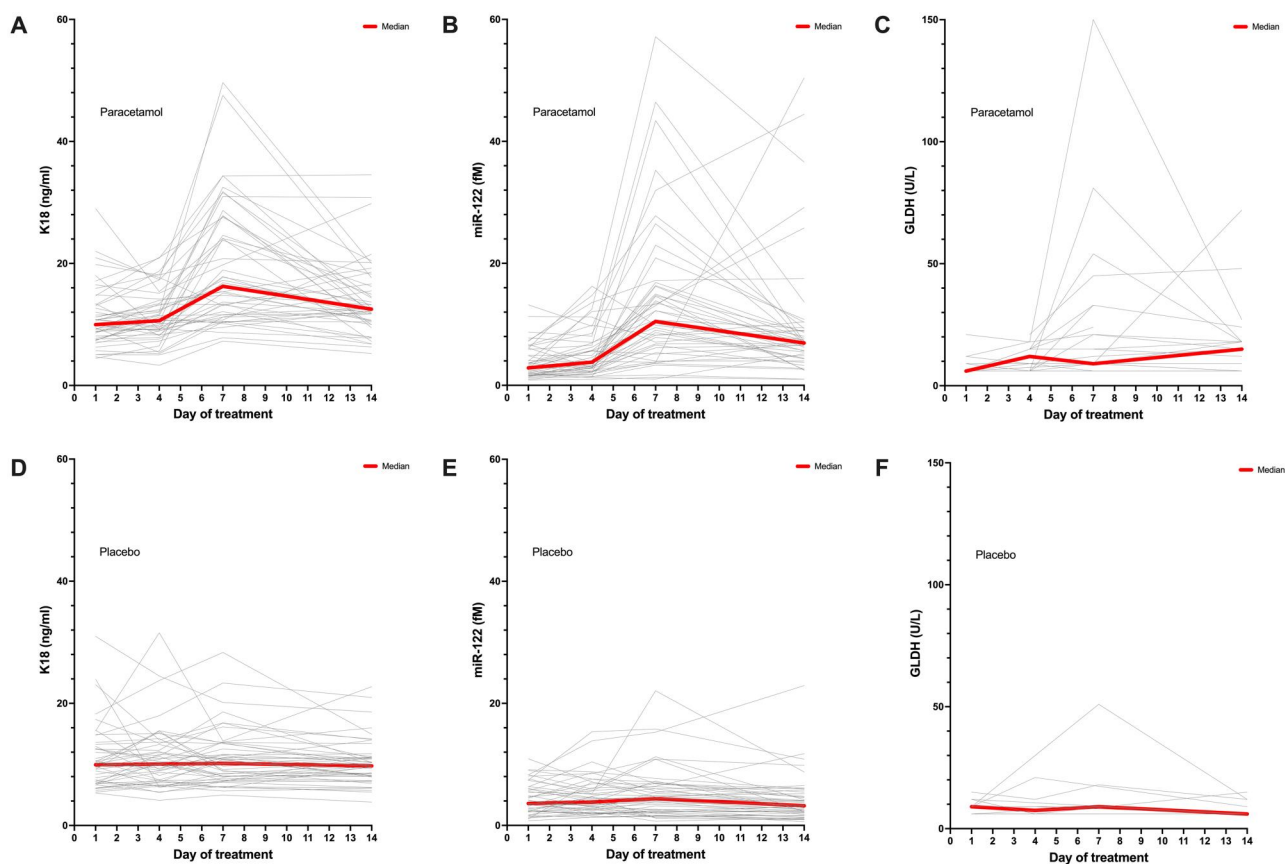 A
60
40
20
0
K18 (ng/ml)
Paracetamol
Median
0 1 2 3 4 5 6 7 8 9 10 11 12 13 14
Day of treatment
B
60
40
20
0
miR-122 (fM)
Paracetamol
Median
0 1 2 3 4 5 6 7 8 9 10 11 12 13 14
Day of treatment
C
150
100
50
0
GLDH (U/L)
Paracetamol
Median
0 1 2 3 4 5 6 7 8 9 10 11 12 13 14
Day of treatment
D
60
40
20
0
K18 (ng/ml)
Placebo
Median
0 1 2 3 4 5 6 7 8 9 10 11 12 13 14
Day of treatment
E
60
40
20
0
miR-122 (fM)
Placebo
Median
0 1 2 3 4 5 6 7 8 9 10 11 12 13 14
Day of treatment
F
150
100
50
0
GLDH (U/L)
Placebo
Median
0 1 2 3 4 5 6 7 8 9 10 11 12 13 14
Day of treatment